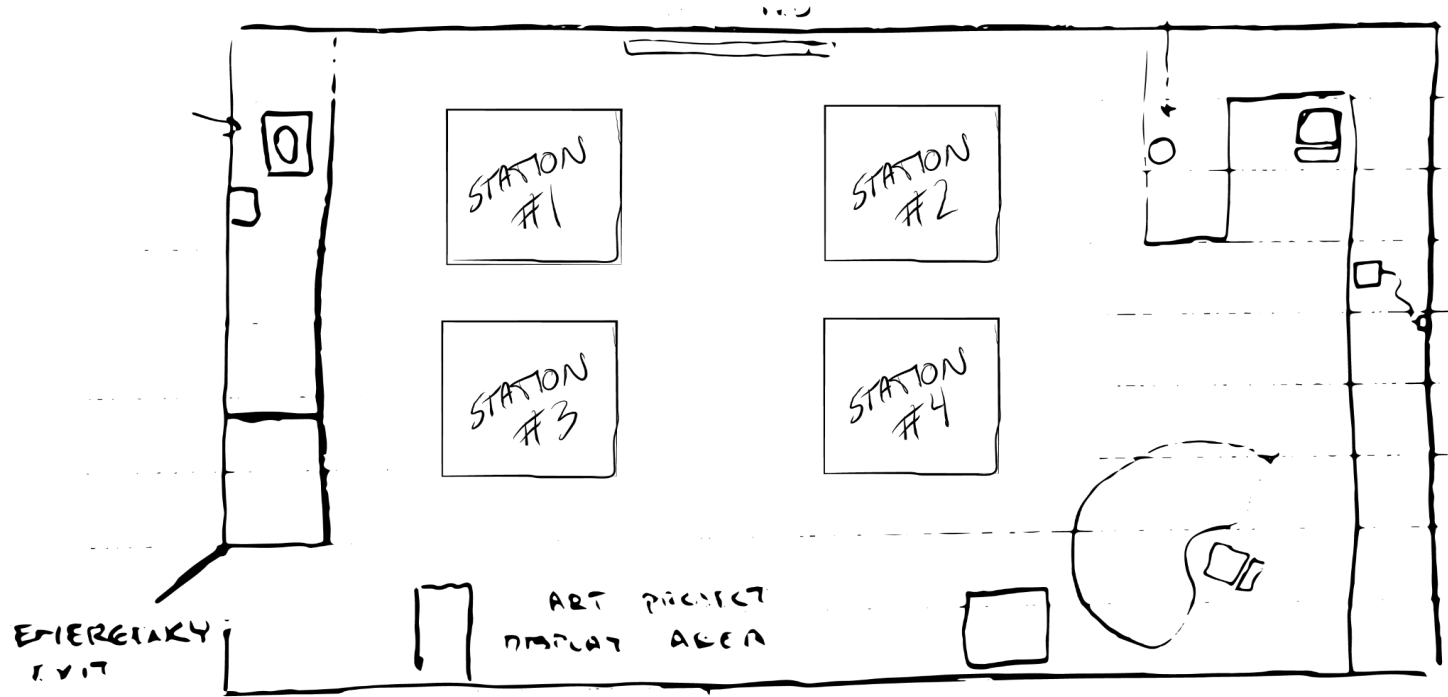 STATION
#1
STATION
#2
STATION
#3
STATION
#4
ART PROJECT
DISPLAY AREA
EMERGENCY
EXIT